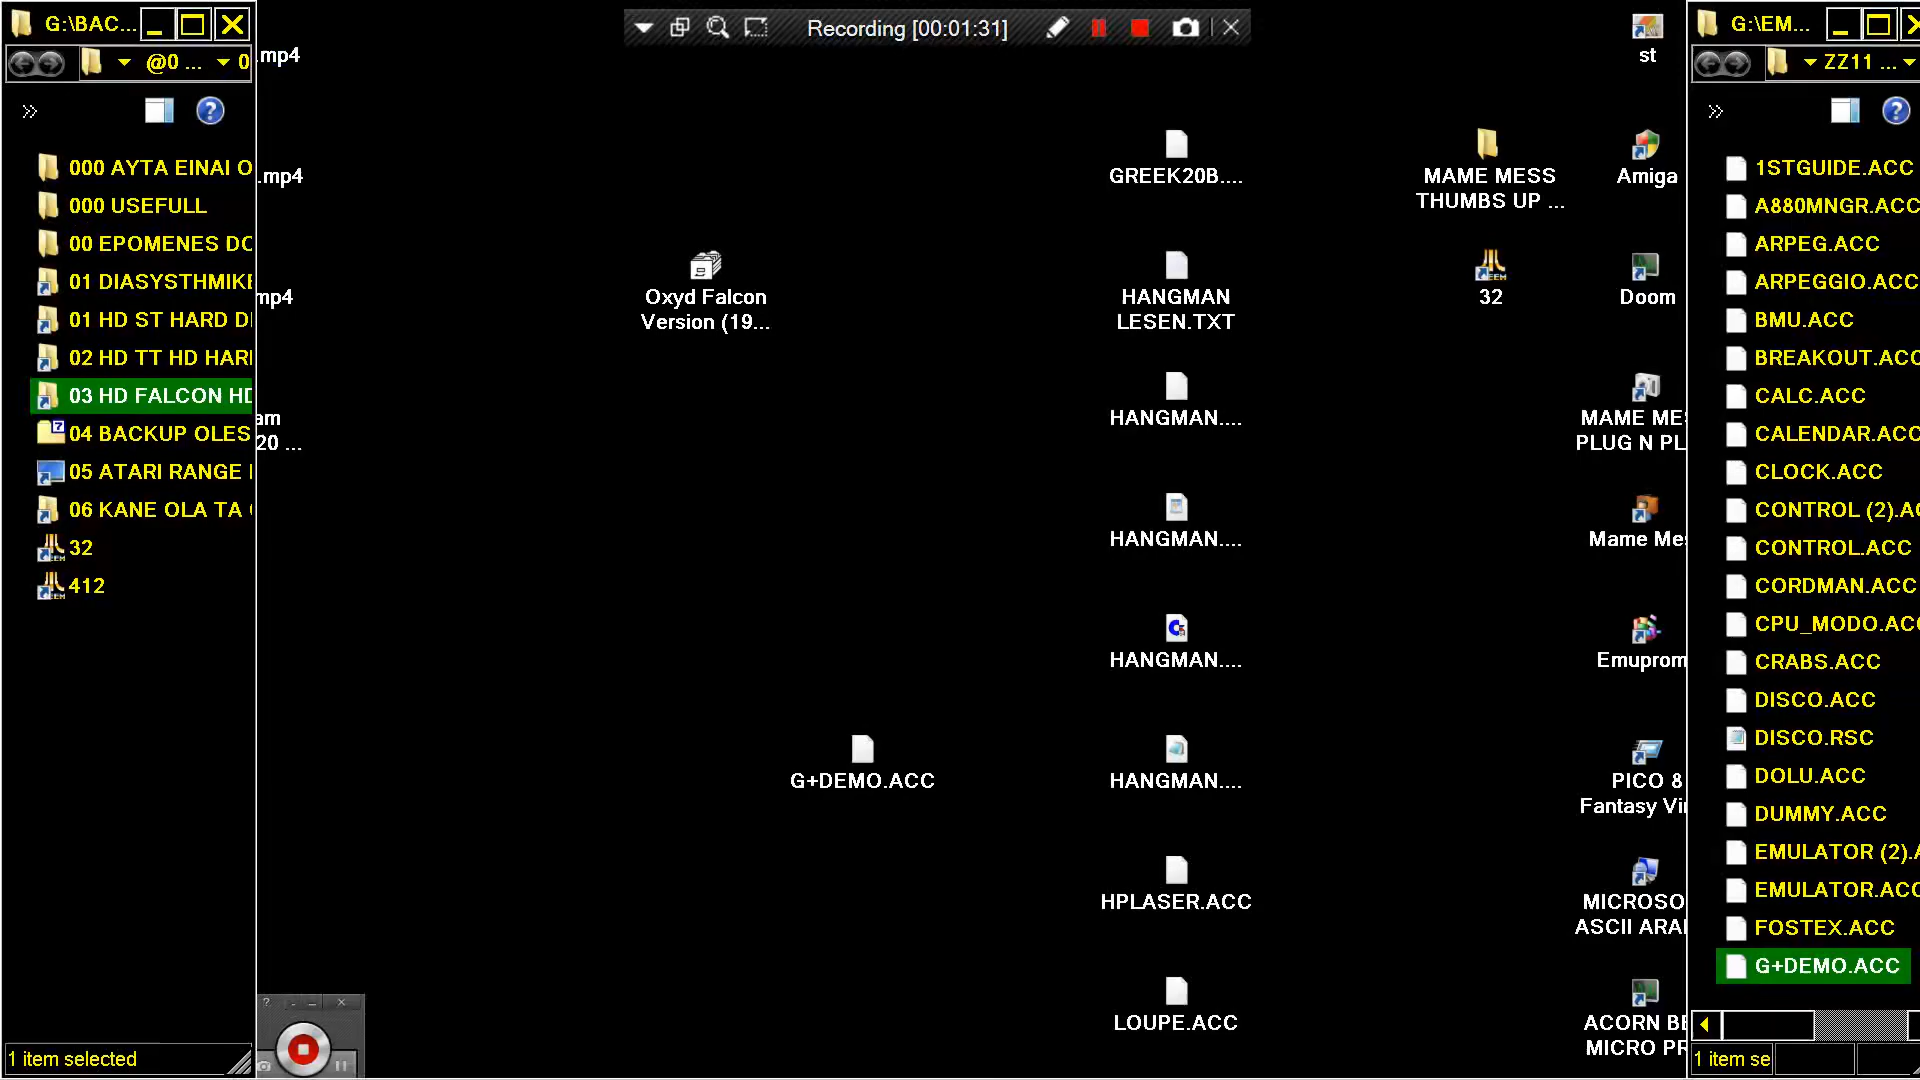 G:\BAC...
@0 ...
0
000 AYTA EINAI O
000 USEFULL
00 EPOMENES DO
01 DIASYSTHMIKE
01 HD ST HARD DI
02 HD TT HD HARI
03 HD FALCON HD
04 BACKUP OLES
05 ATARI RANGE
06 KANE OLA TA
32
412
1 item selected
.mp4
.mp4
mp4
am
20 ...
Recording [00:01:31]
Oxyd Falcon
Version (19...
G+DEMO.ACC
GREEK20B....
HANGMAN
LESEN.TXT
HANGMAN....
HANGMAN....
HANGMAN....
HANGMAN....
HPLASER.ACC
LOUPE.ACC
MAME MESS
THUMBS UP ...
32
st
Amiga
Doom
MAME MES
PLUG N PL
Mame Mes
Emuprom
PICO 8
Fantasy Vi
MICROSO
ASCII ARA
ACORN BE
MICRO PR
G:\EM...
ZZ11 ...
1STGUIDE.ACC
A880MNGR.ACC
ARPEG.ACC
ARPEGGIO.ACC
BMU.ACC
BREAKOUT.ACC
CALC.ACC
CALENDAR.ACC
CLOCK.ACC
CONTROL (2).AC
CONTROL.ACC
CORDMAN.ACC
CPU_MODO.ACC
CRABS.ACC
DISCO.ACC
DISCO.RSC
DOLU.ACC
DUMMY.ACC
EMULATOR (2).A
EMULATOR.ACC
FOSTEX.ACC
G+DEMO.ACC
1 item se